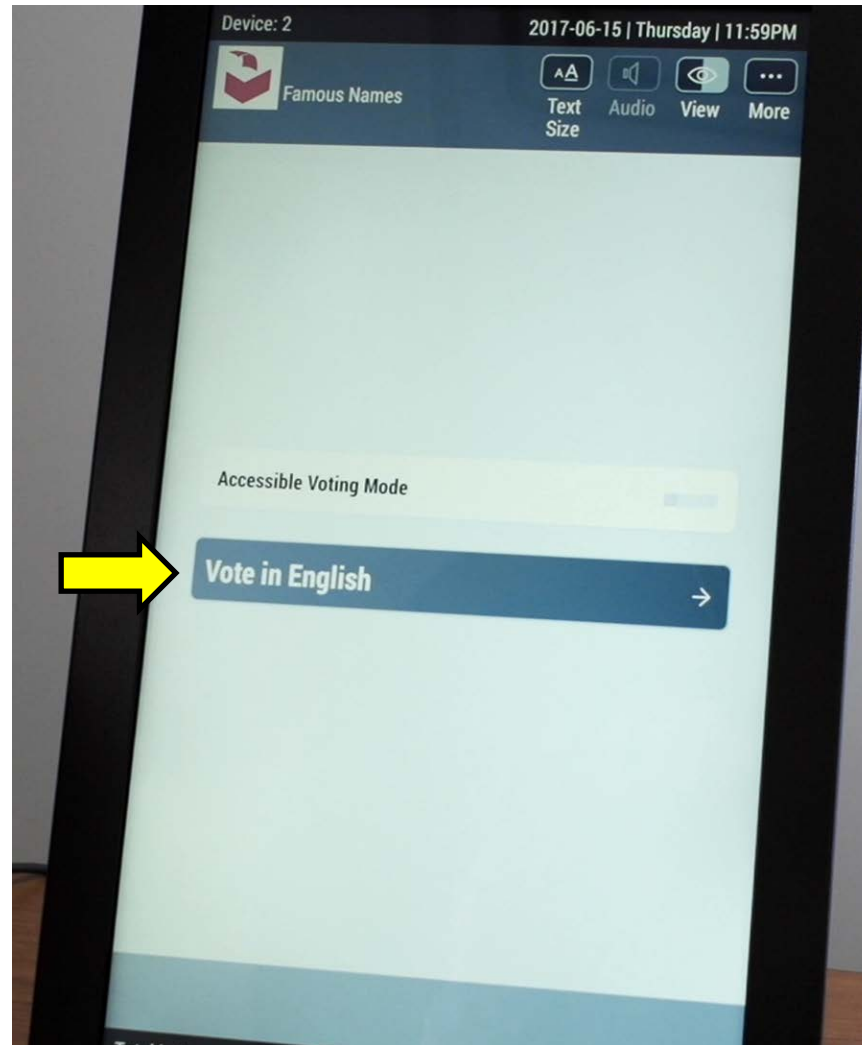 Device: 2
2017-06-15 | Thursday | 11:59PM
Famous Names
AA
Text Size
Audio
View
More
Accessible Voting Mode
Vote in English